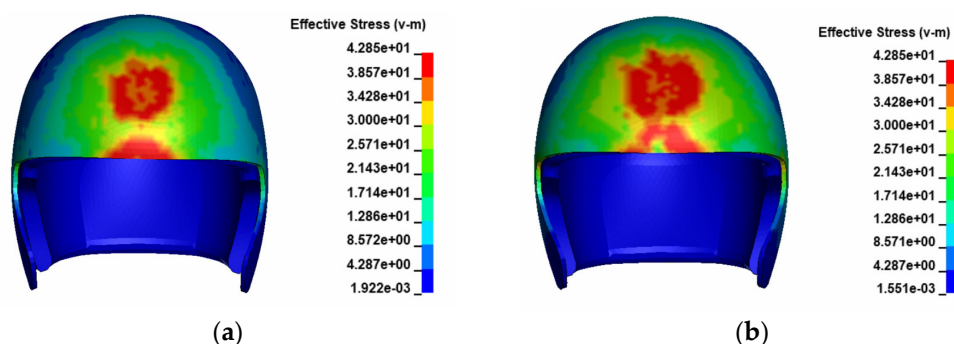 Effective Stress (v-m)
4.285e+01
3.857e+01
3.428e+01
3.000e+01
2.571e+01
2.143e+01
1.714e+01
1.286e+01
8.572e+00
4.287e+00
1.922e-03
(a)
Effective Stress (v-m)
4.285e+01
3.857e+01
3.428e+01
3.000e+01
2.571e+01
2.143e+01
1.714e+01
1.286e+01
8.571e+00
4.287e+00
1.551e-03
(b)